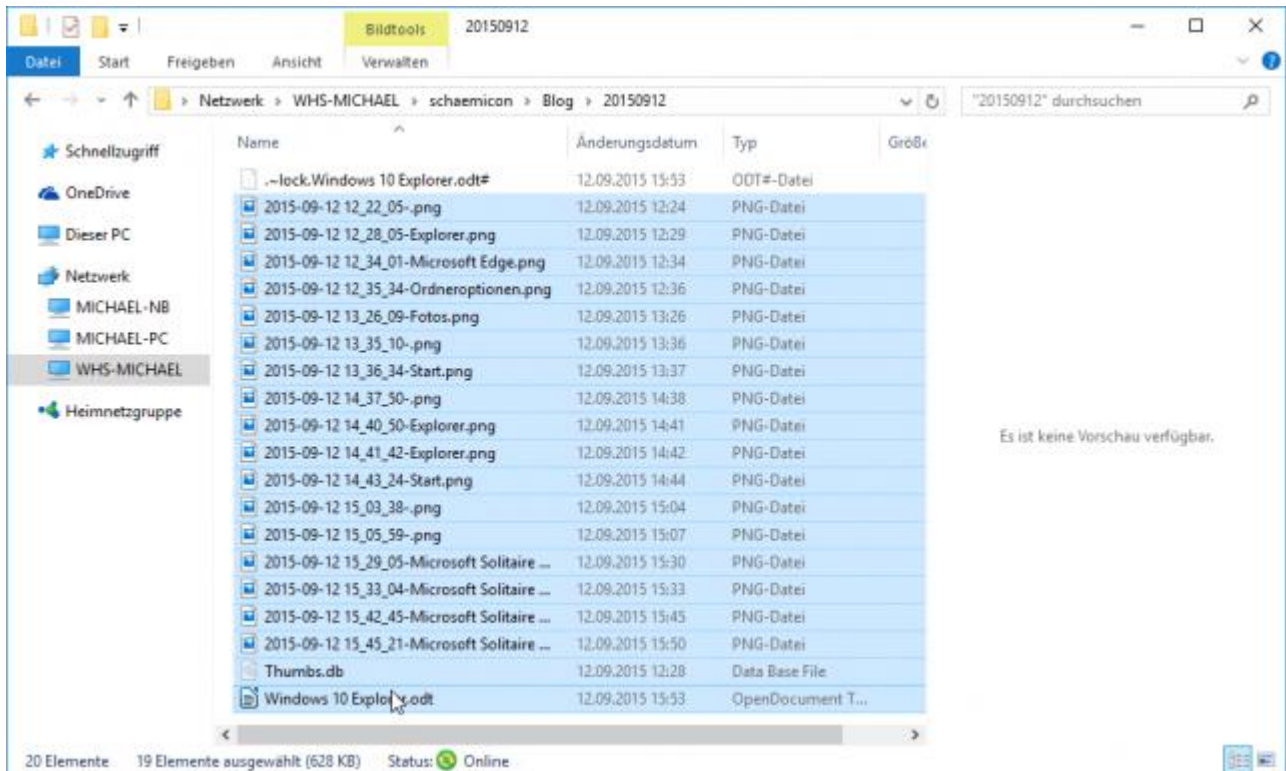 Bildtools 20150912
Datei Start Freigeben Ansicht Verwalten
Netzwerk > WHS-MICHAEL > schaemicon > Blog > 20150912 "20150912" durchsuchen
Name Änderungsdatum Typ Größe
Schnellzugriff
OneDrive
Dieser PC
Netzwerk
MICHAEL-NB
MICHAEL-PC
WHS-MICHAEL
Heimnetzgruppe
.~lock.Windows 10 Explorer.odt# 12.09.2015 15:53 ODT#-Datei
2015-09-12 12_22_05-.png 12.09.2015 12:24 PNG-Datei
2015-09-12 12_28_05-Explorer.png 12.09.2015 12:29 PNG-Datei
2015-09-12 12_34_01-Microsoft Edge.png 12.09.2015 12:34 PNG-Datei
2015-09-12 12_35_34-Ordneroptionen.png 12.09.2015 12:36 PNG-Datei
2015-09-12 13_26_09-Fotos.png 12.09.2015 13:26 PNG-Datei
2015-09-12 13_35_10-.png 12.09.2015 13:36 PNG-Datei
2015-09-12 13_36_34-Start.png 12.09.2015 13:37 PNG-Datei
2015-09-12 14_37_50-.png 12.09.2015 14:38 PNG-Datei
2015-09-12 14_40_50-Explorer.png 12.09.2015 14:41 PNG-Datei
2015-09-12 14_41_42-Explorer.png 12.09.2015 14:42 PNG-Datei
2015-09-12 14_43_24-Start.png 12.09.2015 14:44 PNG-Datei
2015-09-12 15_03_38-.png 12.09.2015 15:04 PNG-Datei
2015-09-12 15_05_59-.png 12.09.2015 15:07 PNG-Datei
2015-09-12 15_29_05-Microsoft Solitaire ... 12.09.2015 15:30 PNG-Datei
2015-09-12 15_33_04-Microsoft Solitaire ... 12.09.2015 15:33 PNG-Datei
2015-09-12 15_42_45-Microsoft Solitaire ... 12.09.2015 15:45 PNG-Datei
2015-09-12 15_45_21-Microsoft Solitaire ... 12.09.2015 15:50 PNG-Datei
Thumbs.db 12.09.2015 12:28 Data Base File
Windows 10 Explorer.odt 12.09.2015 15:53 OpenDocument T...
Es ist keine Vorschau verfügbar.
20 Elemente 19 Elemente ausgewählt (628 KB) Status: Online